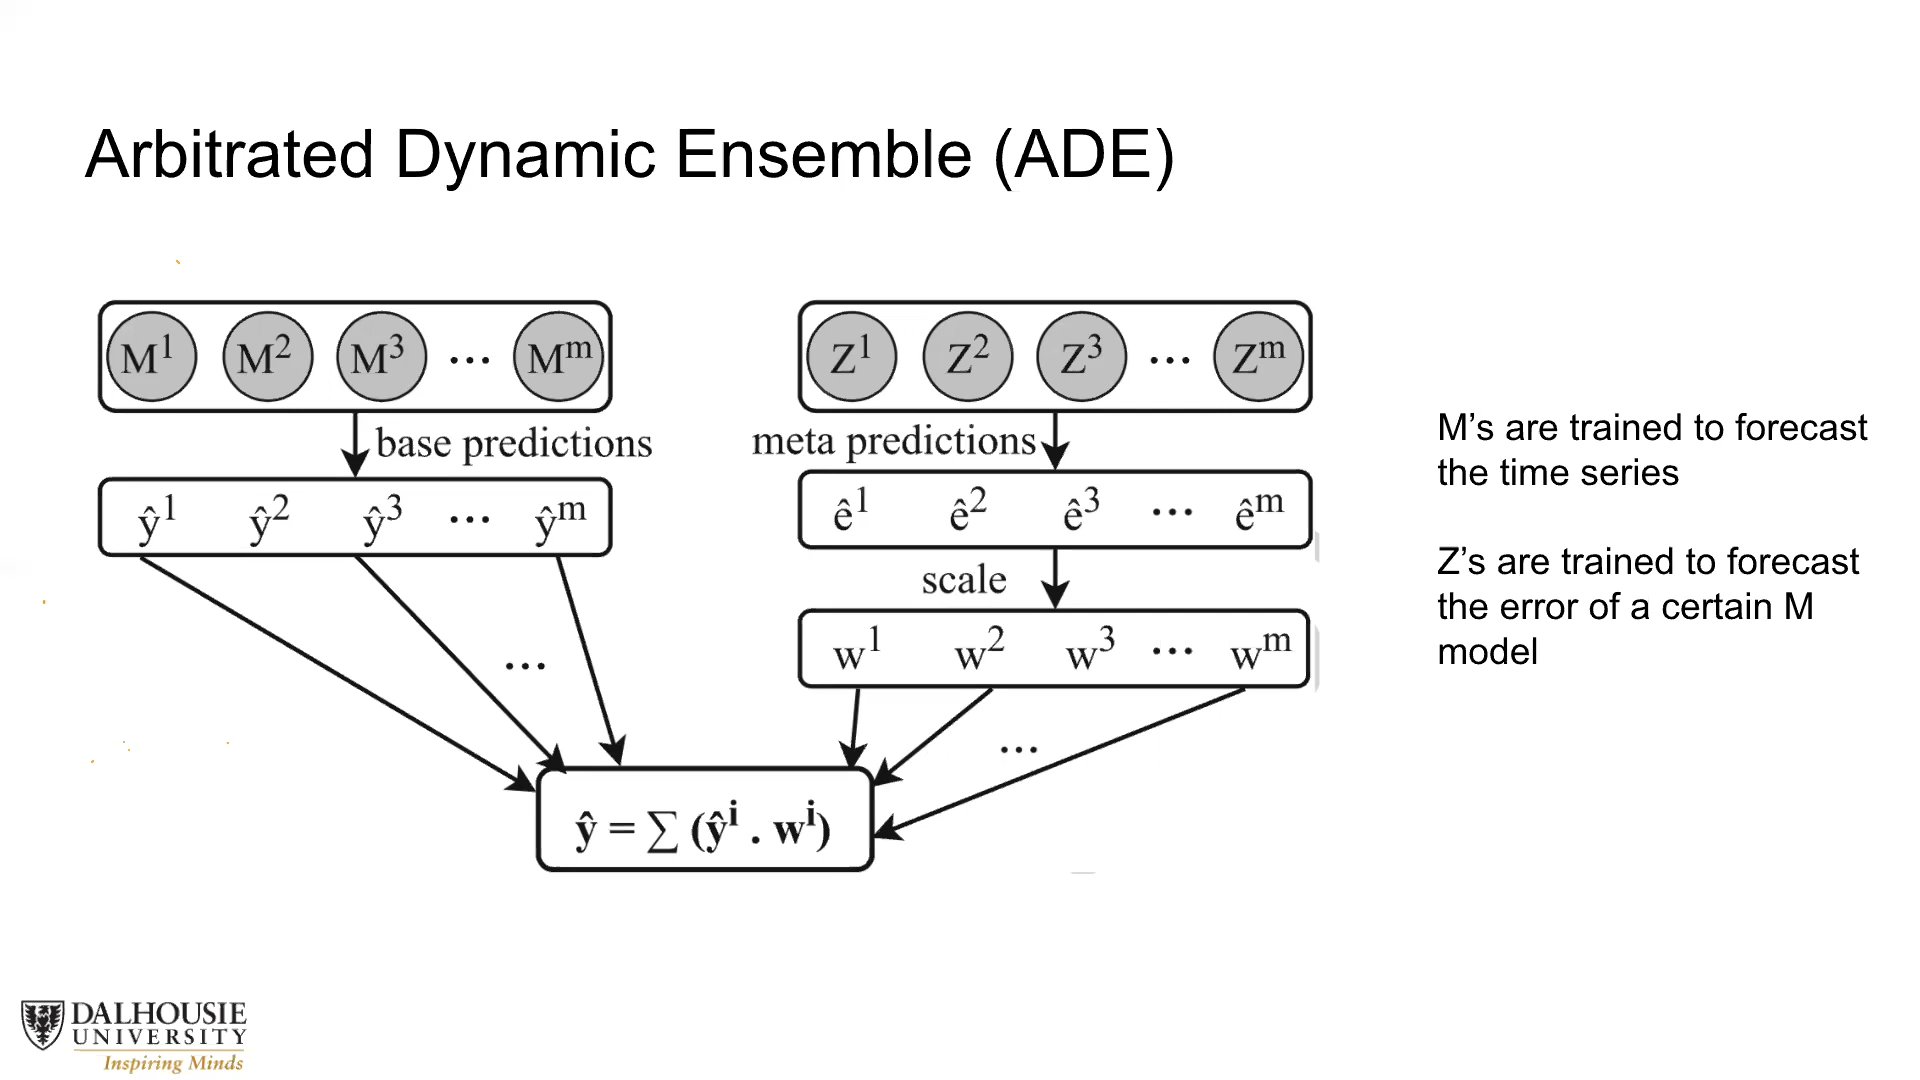 Arbitrated Dynamic Ensemble (ADE)
M¹ M² M³ ... Mᵐ
base predictions
ŷ¹ ŷ² ŷ³ ... ŷᵐ
...
Z¹ Z² Z³ ... Zᵐ
meta predictions
ê¹ ê² ê³ ... êᵐ
scale
w¹ w² w³ ... wᵐ
...
ŷ = ∑ (ŷⁱ . wⁱ)
M’s are trained to forecast
the time series
Z’s are trained to forecast
the error of a certain M
model
DALHOUSIE
UNIVERSITY
Inspiring Minds